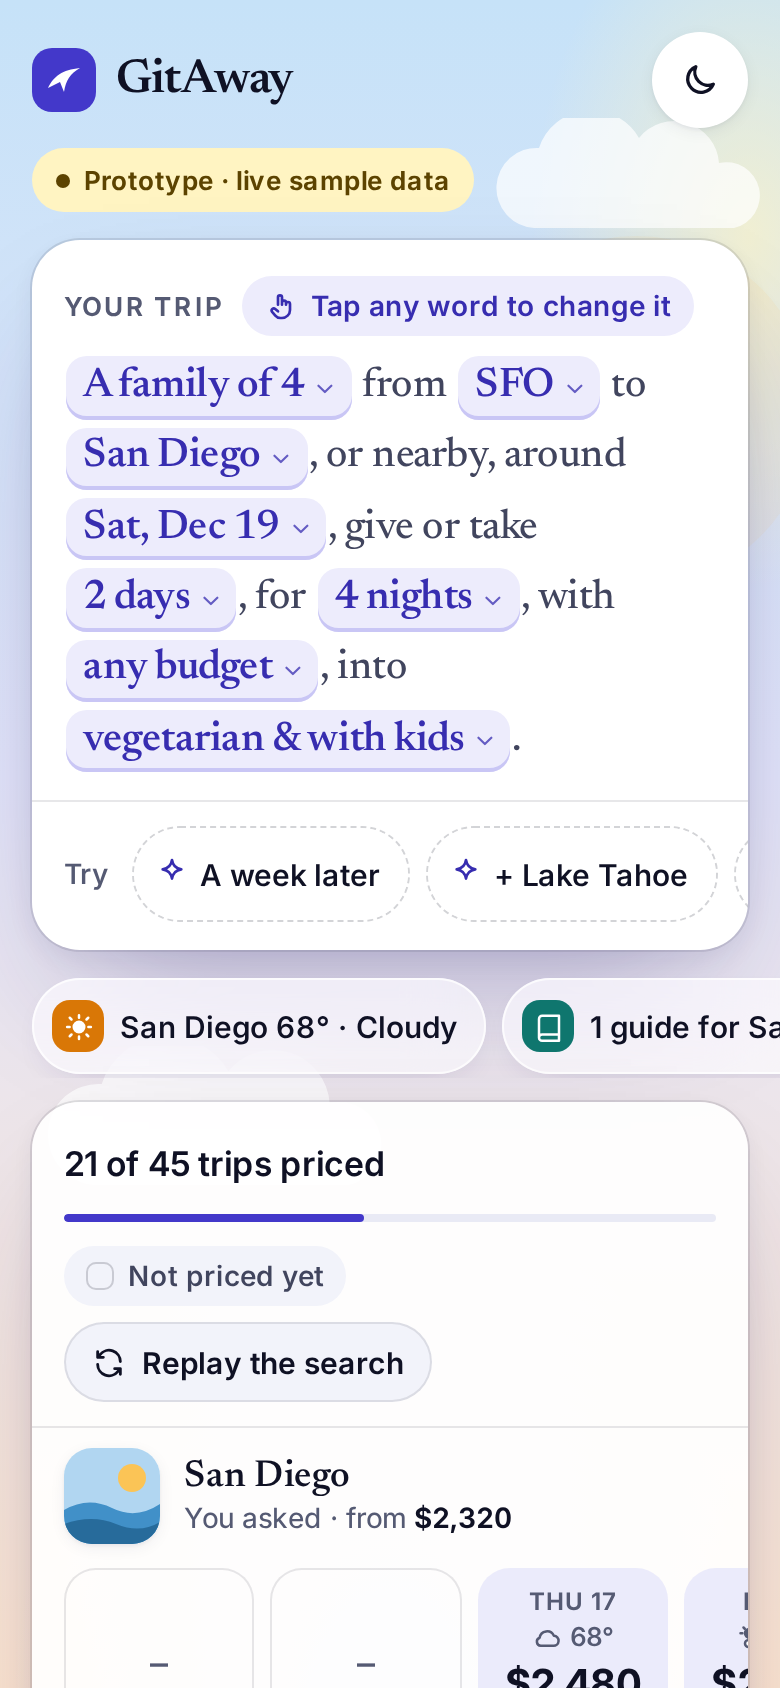 GitAway
Prototype · live sample data
YOUR TRIP Tap any word to change it
A family of 4 from SFO to
San Diego, or nearby, around
Sat, Dec 19, give or take
2 days, for 4 nights, with
any budget, into
vegetarian & with kids.
Try A week later + Lake Tahoe
San Diego 68° · Cloudy 1 guide for
21 of 45 trips priced
Not priced yet
Replay the search
San Diego
You asked · from $2,320
THU 17
68°
– – $2,480